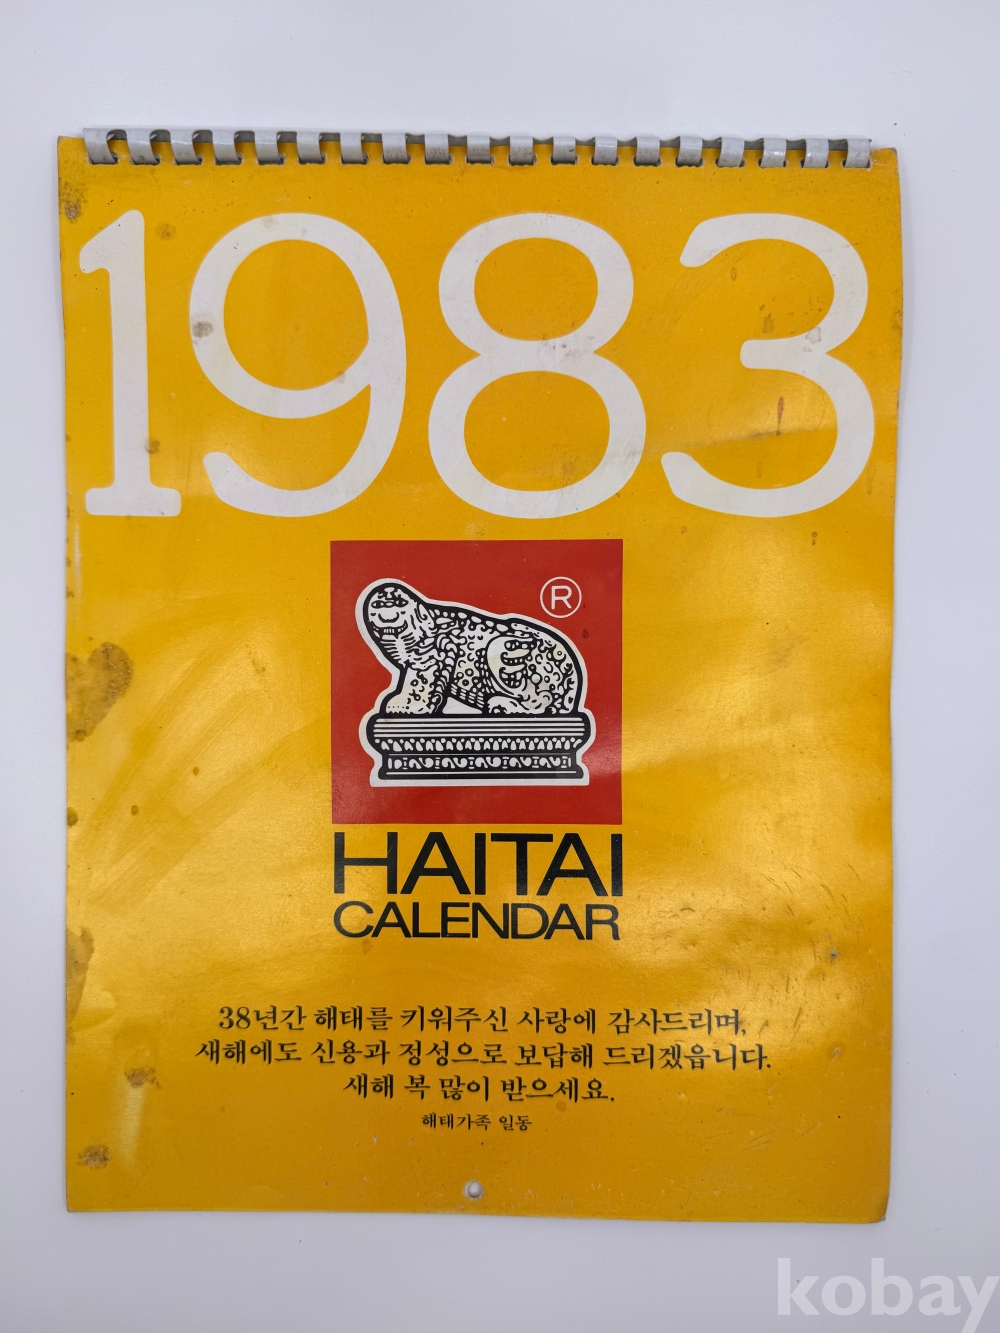 1983
®
HAITAI
CALENDAR
38년간 해태를 키워주신 사랑에 감사드리며,
새해에도 신용과 정성으로 보답해 드리겠읍니다.
새해 복 많이 받으세요.
해태가족 일동
kobay